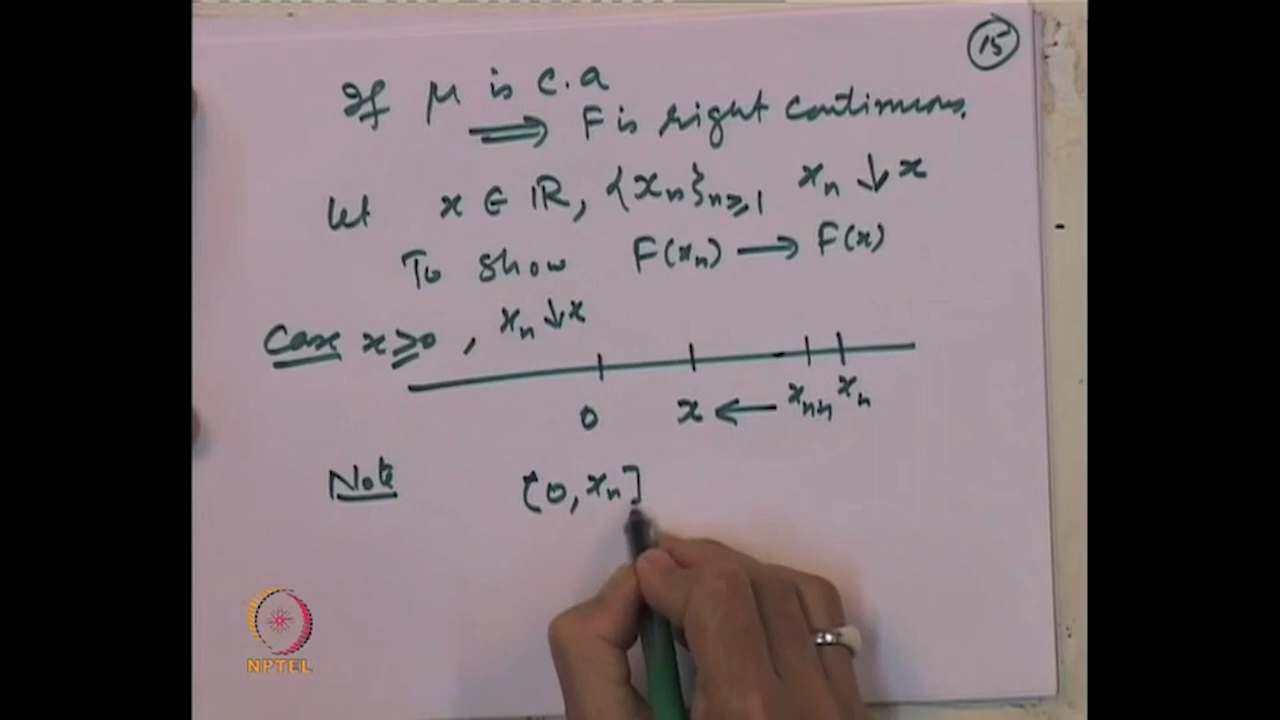 15
If μ is c.a
⟹ F is right continuous.
Let x ∈ ℝ, {xₙ}ₙ≥₁ xₙ ↓ x
To show F(xₙ) ⟶ F(x)
Case x ≥ 0, xₙ ↓ x
0 x ⟵ xₙ₊₁ xₙ
Note (0, xₙ]
NPTEL